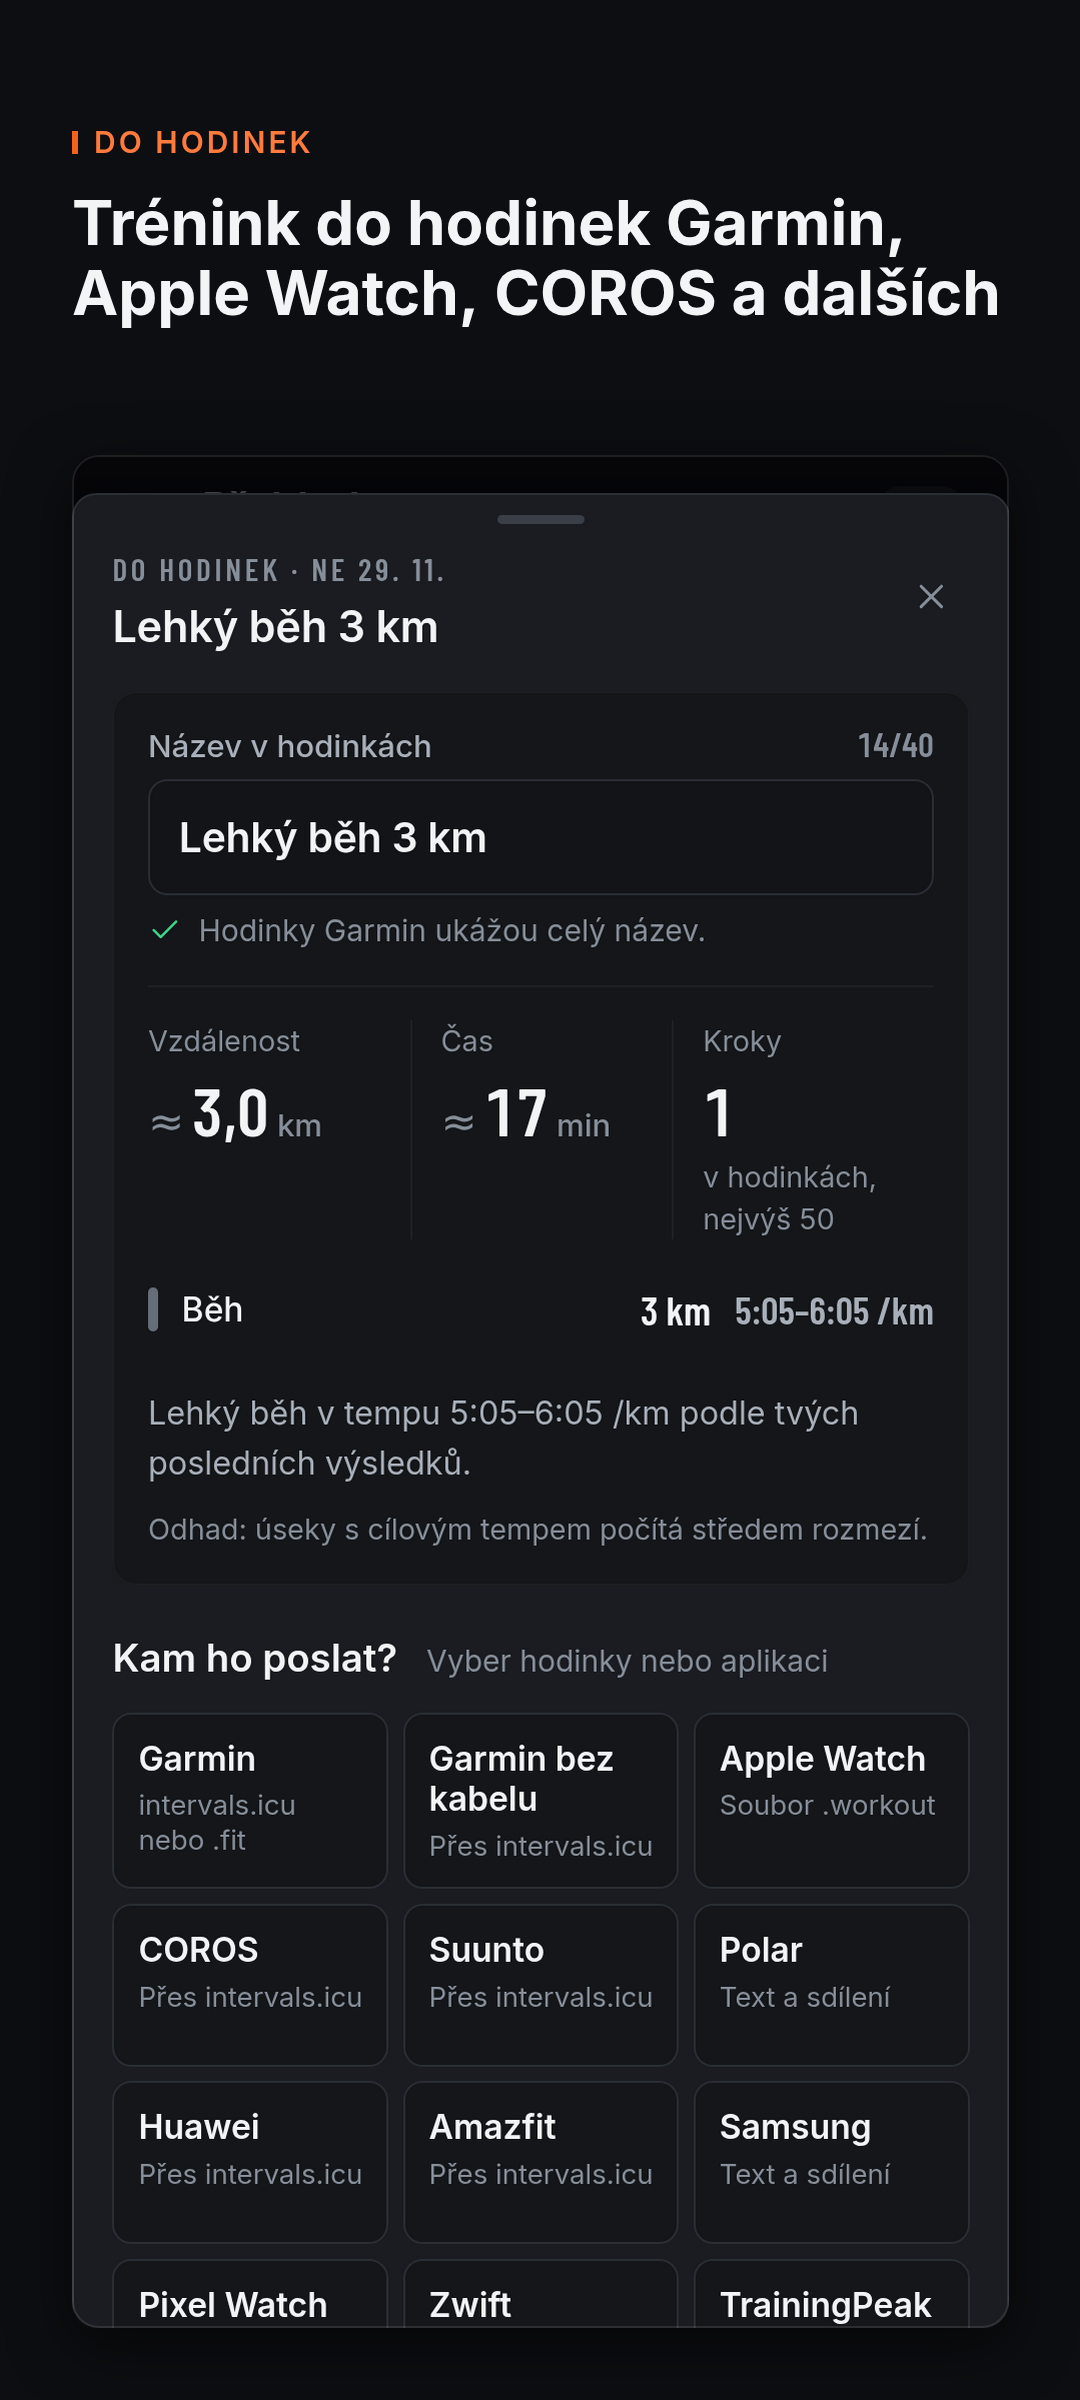 DO HODINEK
Trénink do hodinek Garmin,
Apple Watch, COROS a dalších
DO HODINEK · NE 29. 11.
Lehký běh 3 km
Název v hodinkách 14/40
Lehký běh 3 km
Hodinky Garmin ukážou celý název.
Vzdálenost Čas Kroky
≈ 3,0 km ≈ 17 min 1
v hodinkách,
nejvýš 50
Běh 3 km 5:05–6:05 /km
Lehký běh v tempu 5:05–6:05 /km podle tvých
posledních výsledků.
Odhad: úseky s cílovým tempem počítá středem rozmezí.
Kam ho poslat? Vyber hodinky nebo aplikaci
Garmin
intervals.icu
nebo .fit
Garmin bez
kabelu
Přes intervals.icu
Apple Watch
Soubor .workout
COROS
Přes intervals.icu
Suunto
Přes intervals.icu
Polar
Text a sdílení
Huawei
Přes intervals.icu
Amazfit
Přes intervals.icu
Samsung
Text a sdílení
Pixel Watch
Zwift
TrainingPeak